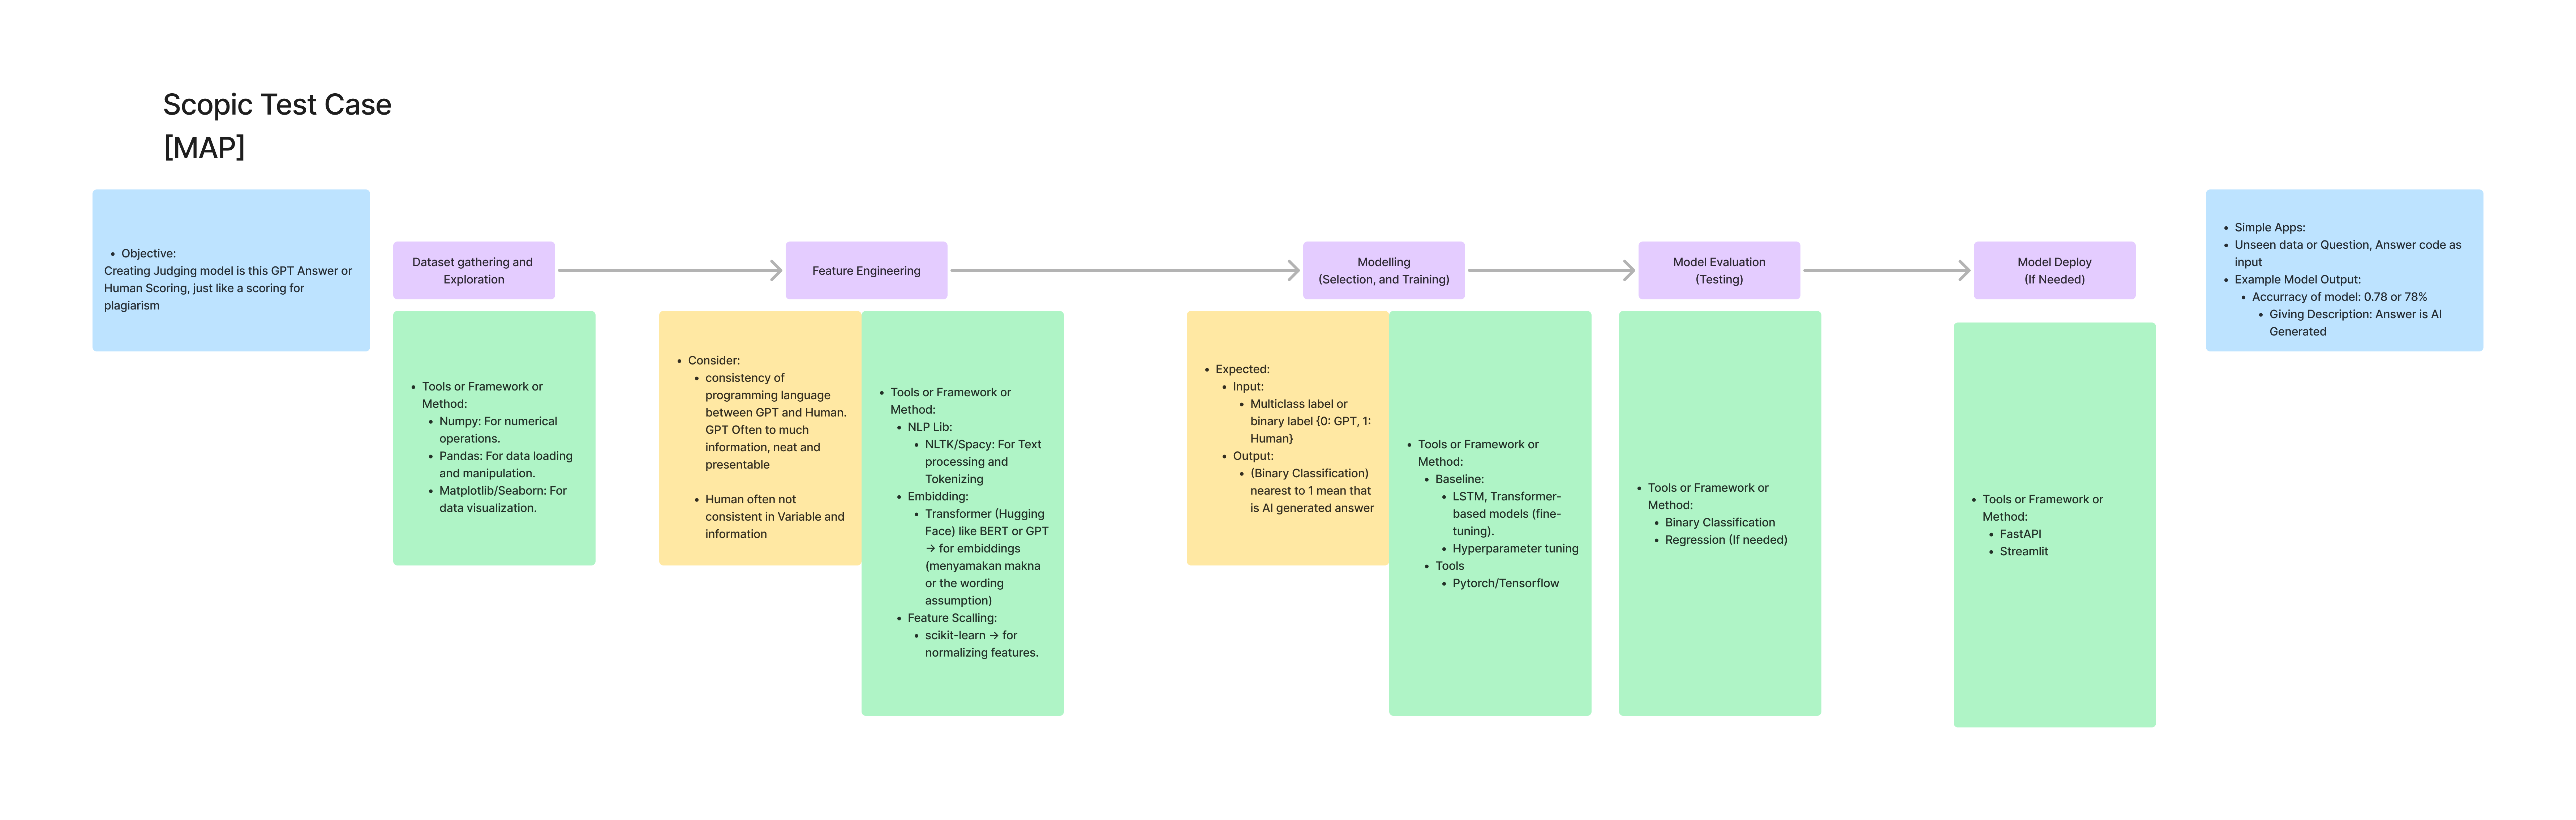 Scopic Test Case
[MAP]
• Objective:
Creating Judging model is this GPT Answer or
Human Scoring, just like a scoring for
plagiarism
Dataset gathering and
Exploration
• Tools or Framework or
Method:
• Numpy: For numerical
operations.
• Pandas: For data loading
and manipulation.
• Matplotlib/Seaborn: For
data visualization.
Feature Engineering
• Consider:
• consistency of
programming language
between GPT and Human.
GPT Often to much
information, neat and
presentable
• Human often not
consistent in Variable and
information
• Tools or Framework or
Method:
• NLP Lib:
• NLTK/Spacy: For Text
processing and
Tokenizing
• Embidding:
• Transformer (Hugging
Face) like BERT or GPT
→ for embiddings
(menyamakan makna
or the wording
assumption)
• Feature Scalling:
• scikit-learn → for
normalizing features.
Modelling
(Selection, and Training)
• Expected:
• Input:
• Multiclass label or
binary label {0: GPT, 1:
Human}
• Output:
• (Binary Classification)
nearest to 1 mean that
is AI generated answer
• Tools or Framework or
Method:
• Baseline:
• LSTM, Transformer-
based models (fine-
tuning).
• Hyperparameter tuning
• Tools
• Pytorch/Tensorflow
Model Evaluation
(Testing)
• Tools or Framework or
Method:
• Binary Classification
• Regression (If needed)
Model Deploy
(If Needed)
• Tools or Framework or
Method:
• FastAPI
• Streamlit
• Simple Apps:
• Unseen data or Question, Answer code as
input
• Example Model Output:
• Accurracy of model: 0.78 or 78%
• Giving Description: Answer is AI
Generated